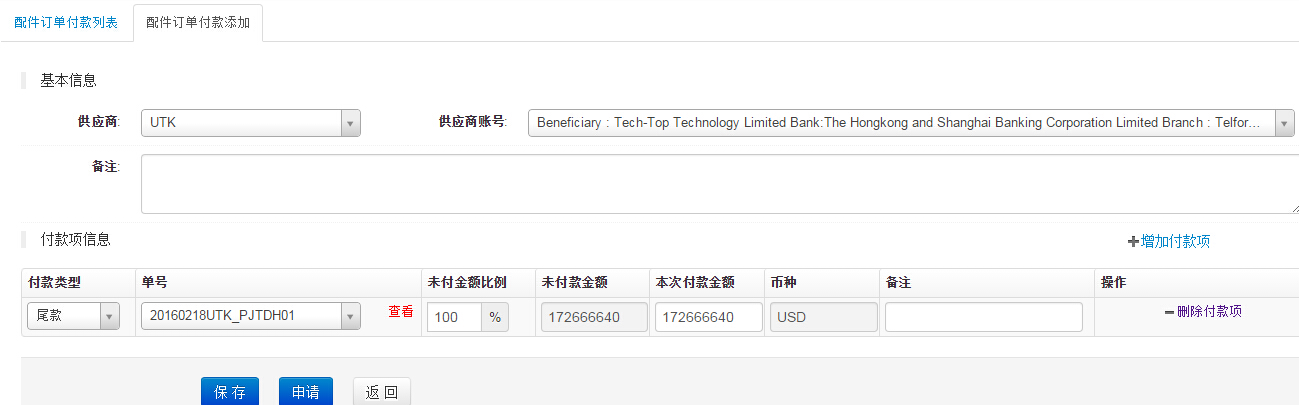 配件订单付款列表 配件订单付款添加
基本信息
供应商: UTK 供应商账号: Beneficiary : Tech-Top Technology Limited Bank:The Hongkong and Shanghai Banking Corporation Limited Branch : Telfor...
备注:
付款项信息 增加付款项
付款类型 单号 未付金额比例 未付款金额 本次付款金额 币种 备注 操作
尾款 20160218UTK_PJTDH01 查看 100 % 172666640 172666640 USD 删除付款项
保 存 申请 返 回